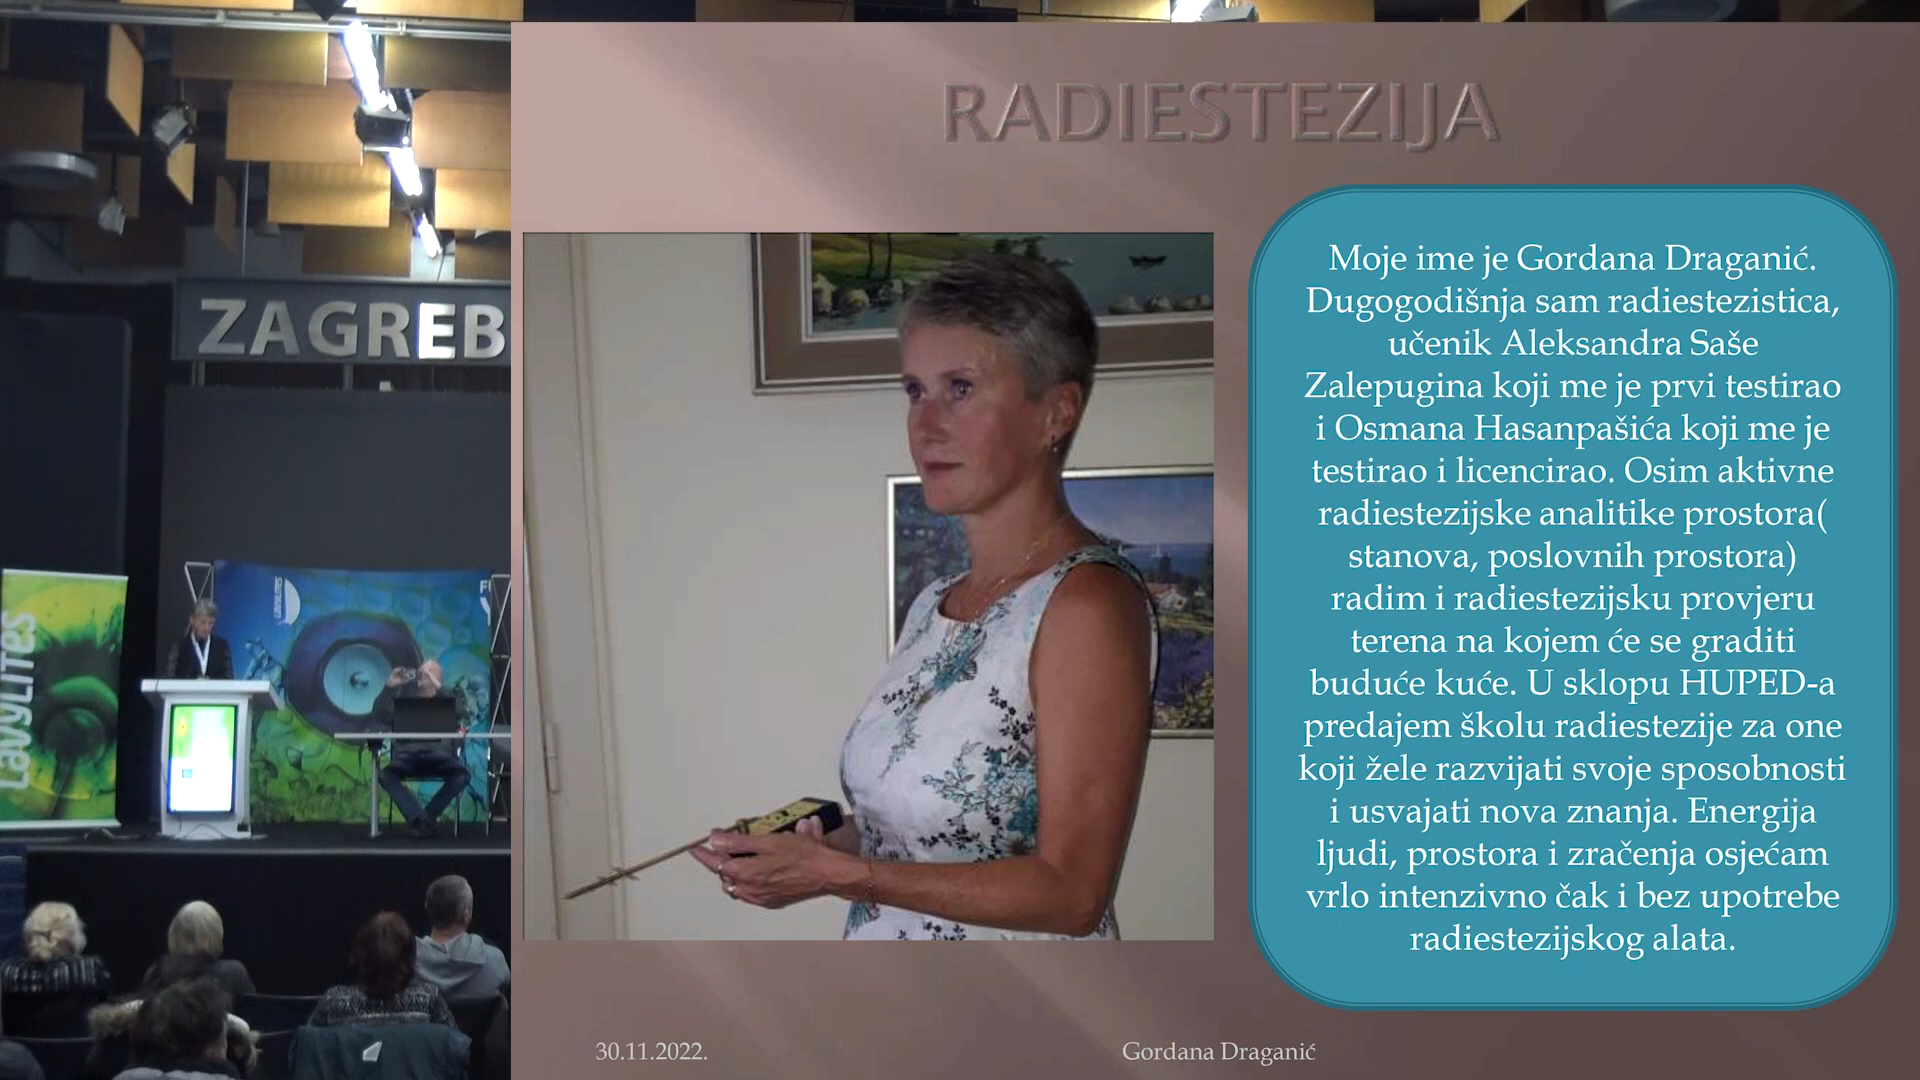 RADIESTEZIJA
ZAGREB
Moje ime je Gordana Draganić.
Dugogodišnja sam radiestezistica,
učenik Aleksandra Saše
Zalepugina koji me je prvi testirao
i Osmana Hasanpašića koji me je
testirao i licencirao. Osim aktivne
radiestezijske analitike prostora(
stanova, poslovnih prostora)
radim i radiestezijsku provjeru
terena na kojem će se graditi
buduće kuće. U sklopu HUPED-a
predajem školu radiestezije za one
koji žele razvijati svoje sposobnosti
i usvajati nova znanja. Energija
ljudi, prostora i zračenja osjećam
vrlo intenzivno čak i bez upotrebe
radiestezijskog alata.
Lavylites
30.11.2022.
Gordana Draganić